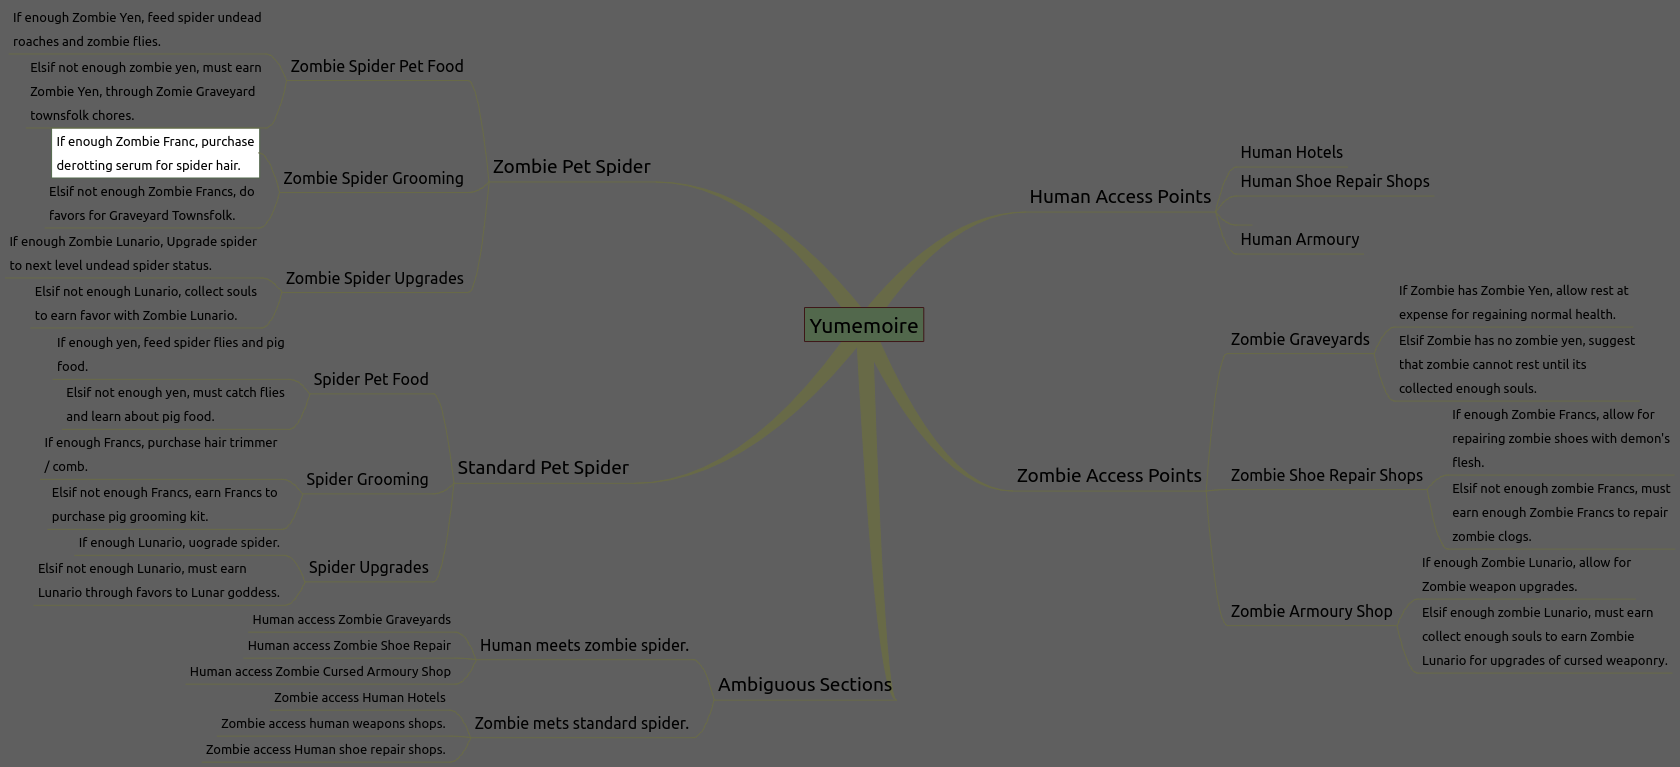 If enough Zombie Yen, feed spider undead
roaches and zombie flies.
Elsif not enough zombie yen, must earn
Zombie Yen, through Zomie Graveyard
townsfolk chores.
Zombie Spider Pet Food
If enough Zombie Franc, purchase
derotting serum for spider hair.
Elsif not enough Zombie Francs, do
favors for Graveyard Townsfolk.
Zombie Spider Grooming
If enough Zombie Lunario, Upgrade spider
to next level undead spider status.
Elsif not enough Lunario, collect souls
to earn favor with Zombie Lunario.
Zombie Spider Upgrades
Zombie Pet Spider
If enough yen, feed spider flies and pig
food.
Elsif not enough yen, must catch flies
and learn about pig food.
Spider Pet Food
If enough Francs, purchase hair trimmer
/ comb.
Elsif not enough Francs, earn Francs to
purchase pig grooming kit.
Spider Grooming
If enough Lunario, uograde spider.
Elsif not enough Lunario, must earn
Lunario through favors to Lunar goddess.
Spider Upgrades
Standard Pet Spider
Human access Zombie Graveyards
Human access Zombie Shoe Repair
Human access Zombie Cursed Armoury Shop
Human meets zombie spider.
Zombie access Human Hotels
Zombie access human weapons shops.
Zombie access Human shoe repair shops.
Zombie mets standard spider.
Ambiguous Sections
Yumemoire
Human Access Points
Human Hotels
Human Shoe Repair Shops
Human Armoury
Zombie Access Points
Zombie Graveyards
If Zombie has Zombie Yen, allow rest at
expense for regaining normal health.
Elsif Zombie has no zombie yen, suggest
that zombie cannot rest until its
collected enough souls.
Zombie Shoe Repair Shops
If enough Zombie Francs, allow for
repairing zombie shoes with demon's
flesh.
Elsif not enough zombie Francs, must
earn enough Zombie Francs to repair
zombie clogs.
Zombie Armoury Shop
If enough Zombie Lunario, allow for
Zombie weapon upgrades.
Elsif enough zombie Lunario, must earn
collect enough souls to earn Zombie
Lunario for upgrades of cursed weaponry.